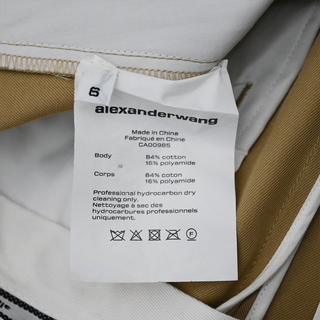 6
alexanderwang
Made in China
Fabriqué en Chine
CA00985
Body 84% cotton
16% polyamide
Corps 84% coton
16% polyamide
Professional hydrocarbon dry
cleaning only.
Nettoyage à sec des
hydrocarbures professionnels
uniquement.